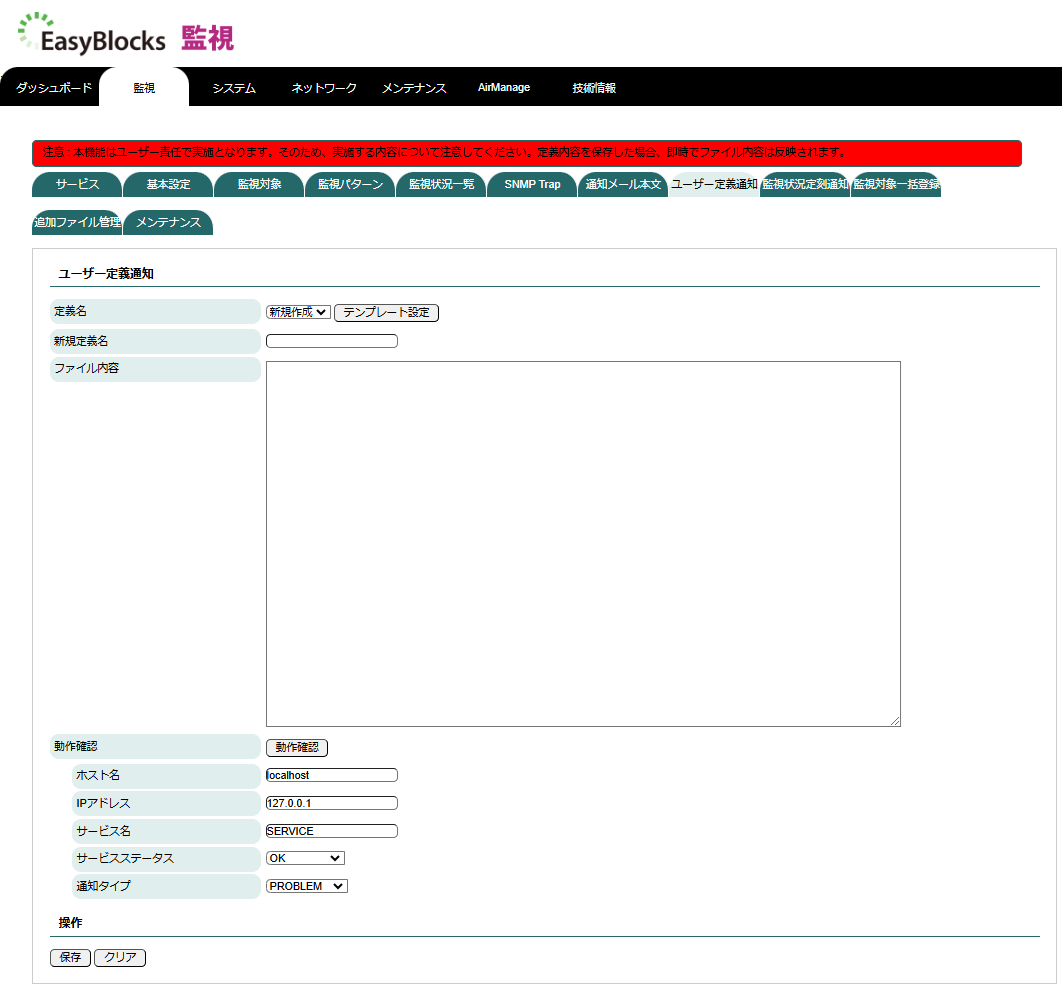 EasyBlocks 監視
ダッシュボード 監視 システム ネットワーク メンテナンス AirManage 技術情報
注意 : 本機能はユーザー責任で実施となります。そのため、実施する内容について注意してください。定義内容を保存した場合、即時でファイル内容は反映されます。
サービス 基本設定 監視対象 監視パターン 監視状況一覧 SNMP Trap 通知メール本文 ユーザー定義通知 監視状況定刻通知 監視対象一括登録
追加ファイル管理 メンテナンス
ユーザー定義通知
定義名 新規作成 テンプレート設定
新規定義名
ファイル内容
動作確認 動作確認
ホスト名 localhost
IPアドレス 127.0.0.1
サービス名 SERVICE
サービスステータス OK
通知タイプ PROBLEM
操作
保存 クリア